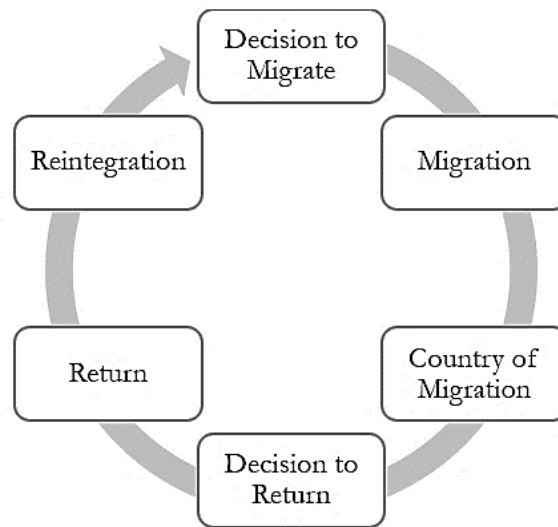 Decision to
Migrate
Migration
Country of
Migration
Decision to
Return
Return
Reintegration